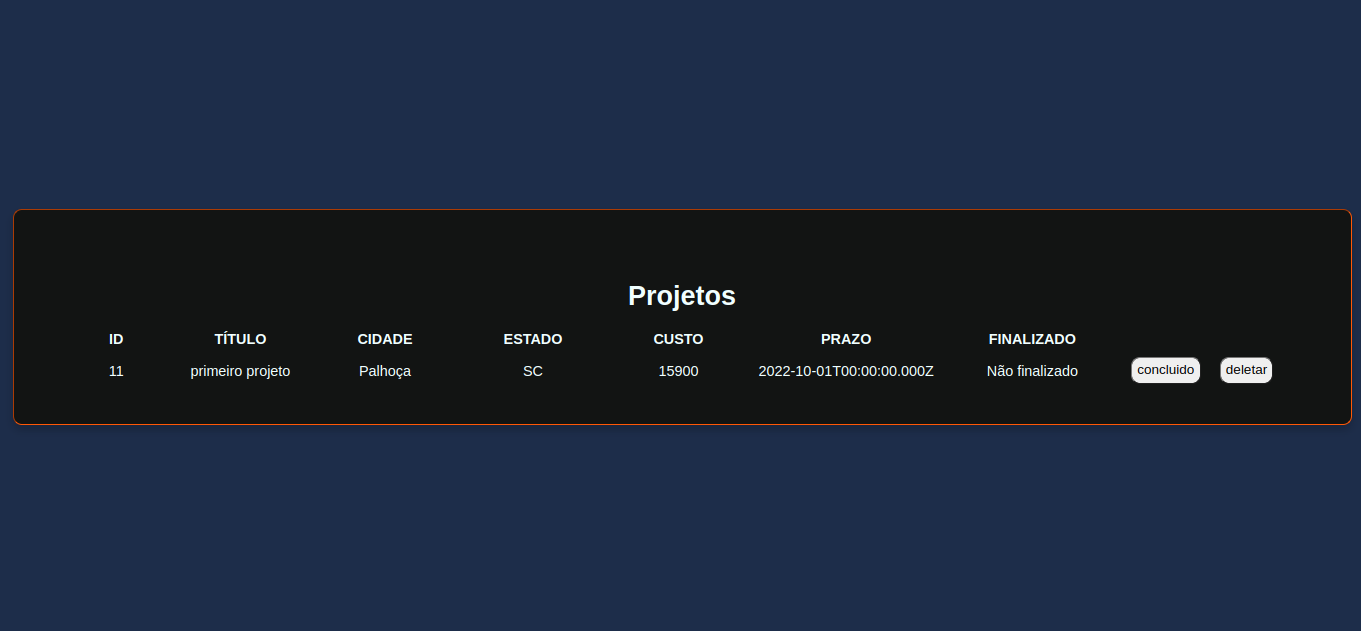 Projetos
ID TÍTULO CIDADE ESTADO CUSTO PRAZO FINALIZADO
11 primeiro projeto Palhoça SC 15900 2022-10-01T00:00:00.000Z Não finalizado concluido deletar